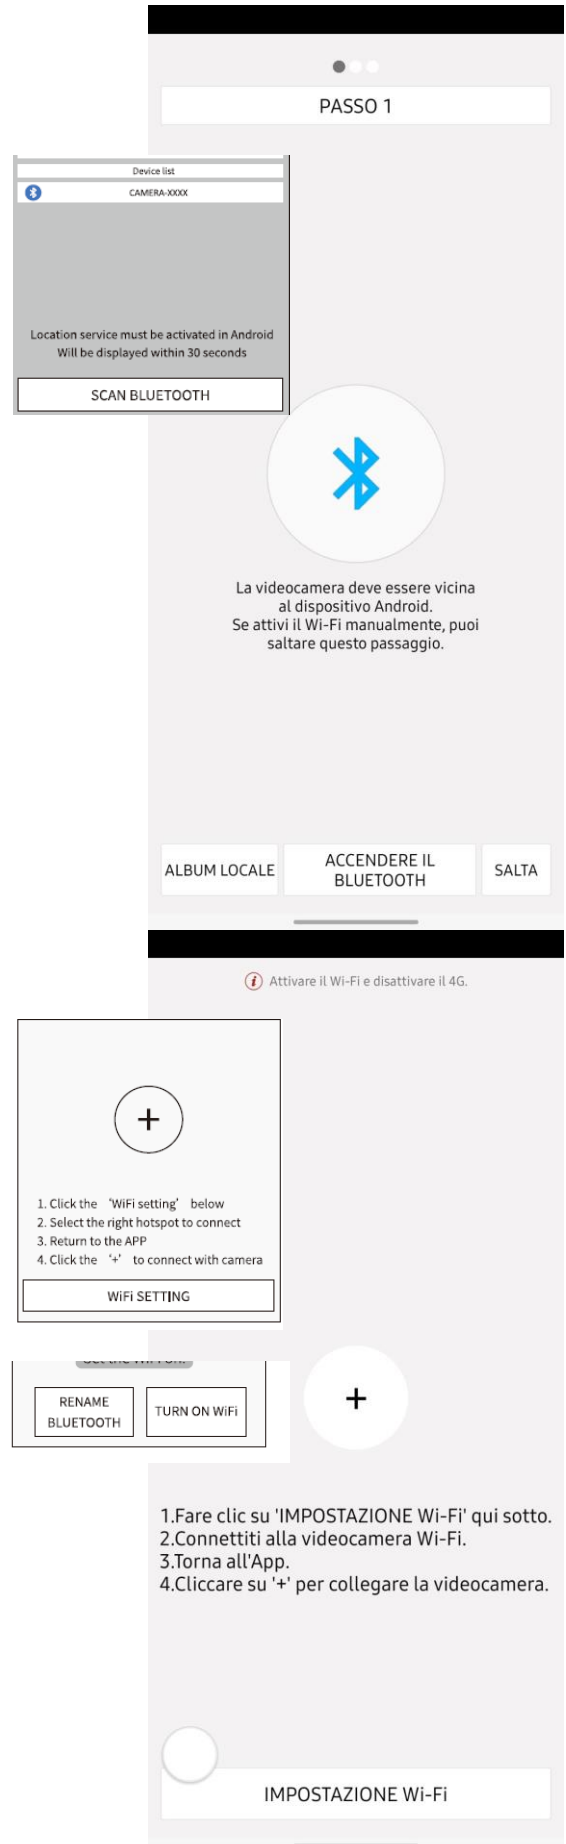 PASSO 1
Device list
CAMERA-XXXX
Location service must be activated in Android
Will be displayed within 30 seconds
SCAN BLUETOOTH
La videocamera deve essere vicina
al dispositivo Android.
Se attivi il Wi-Fi manualmente, puoi
saltare questo passaggio.
ALBUM LOCALE
ACCENDERE IL
BLUETOOTH
SALTA
i Attivare il Wi-Fi e disattivare il 4G.
+
1. Click the 'WiFi setting' below
2. Select the right hotspot to connect
3. Return to the APP
4. Click the '+' to connect with camera
WiFi SETTING
RENAME
BLUETOOTH
TURN ON WiFi
+
1.Fare clic su 'IMPOSTAZIONE Wi-Fi' qui sotto.
2.Connettiti alla videocamera Wi-Fi.
3.Torna all'App.
4.Cliccare su '+' per collegare la videocamera.
IMPOSTAZIONE Wi-Fi